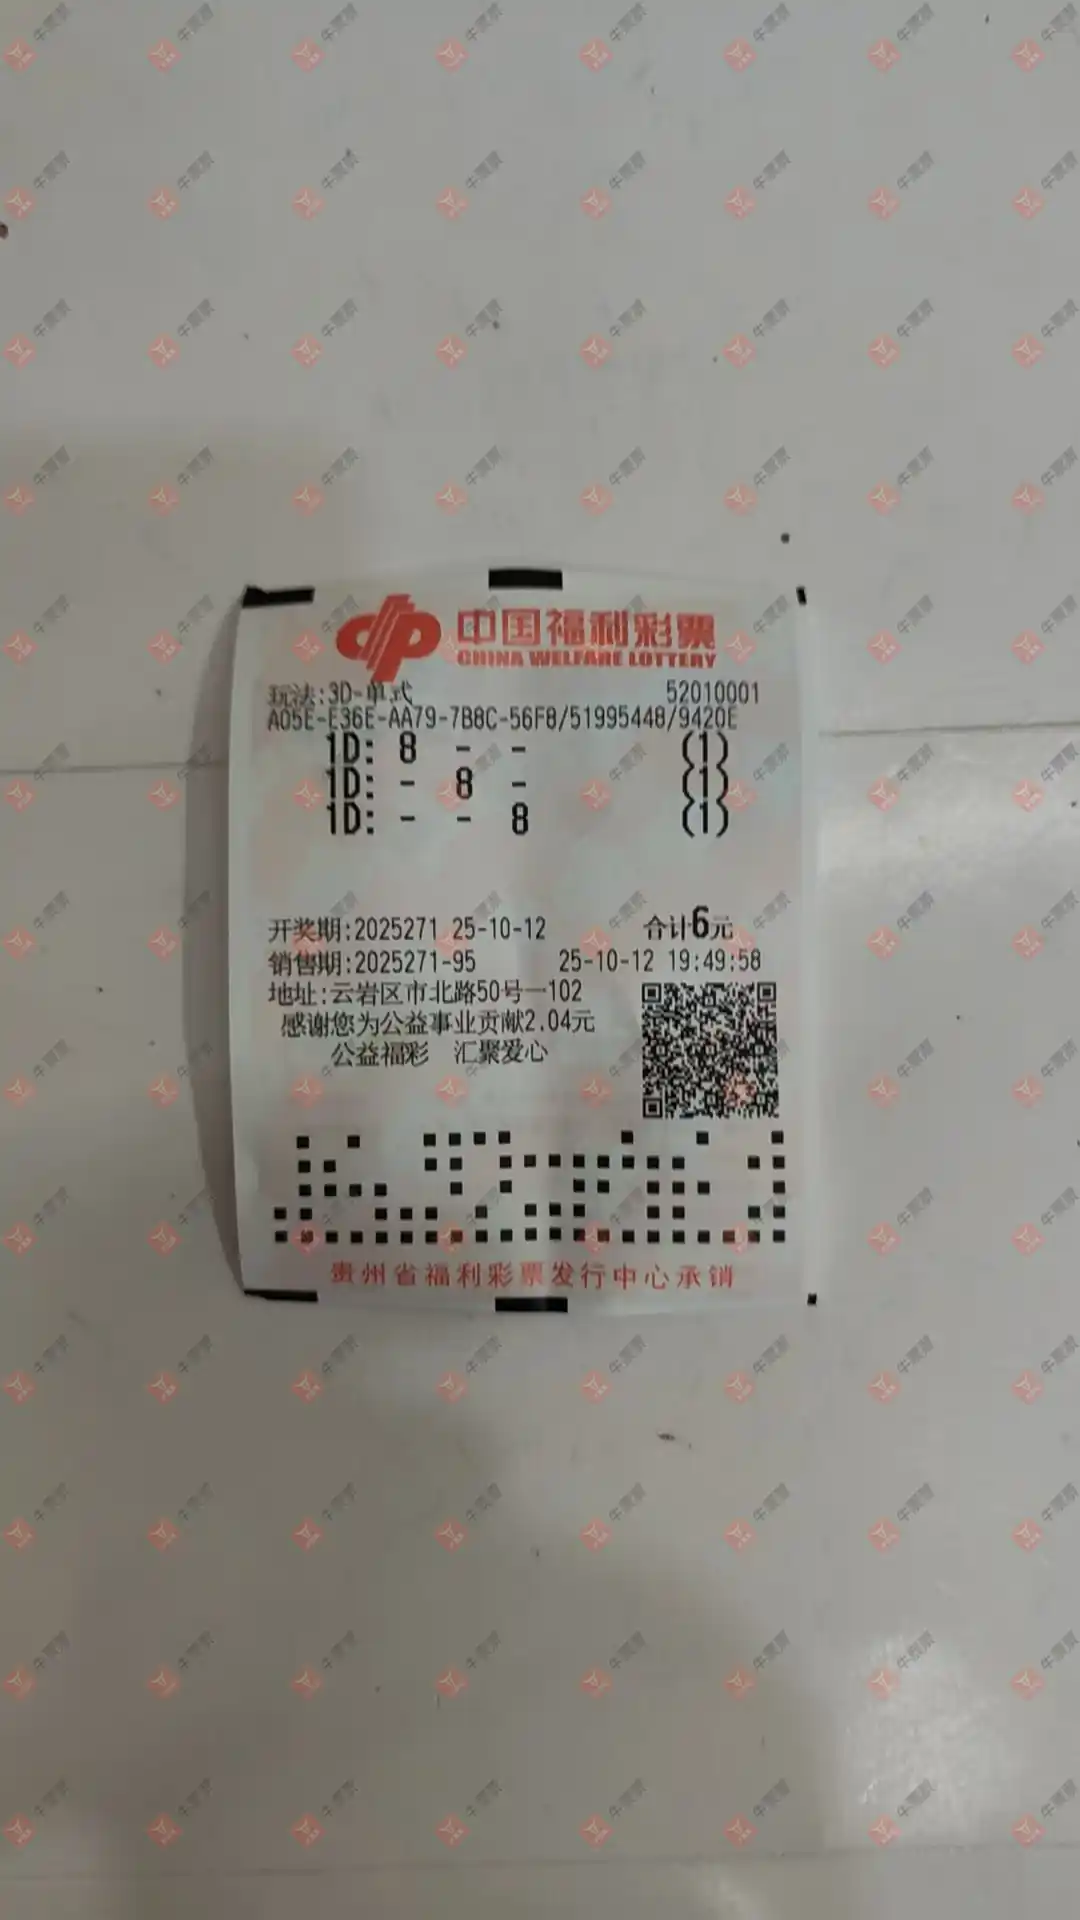 中国福利彩票
CHINA WELFARE LOTTERY
玩法:3D-单式 52010001
A05E-E36E-AA79-7B8C-56F8/51995448/9420E
1D: 8 - - (1)
1D: - 8 - (1)
1D: - - 8 (1)
开奖期:2025271 25-10-12 合计6元
销售期:2025271-95 25-10-12 19:49:58
地址:云岩区市北路50号一102
感谢您为公益事业贡献2.04元
公益福彩 汇聚爱心
贵州省福利彩票发行中心承销